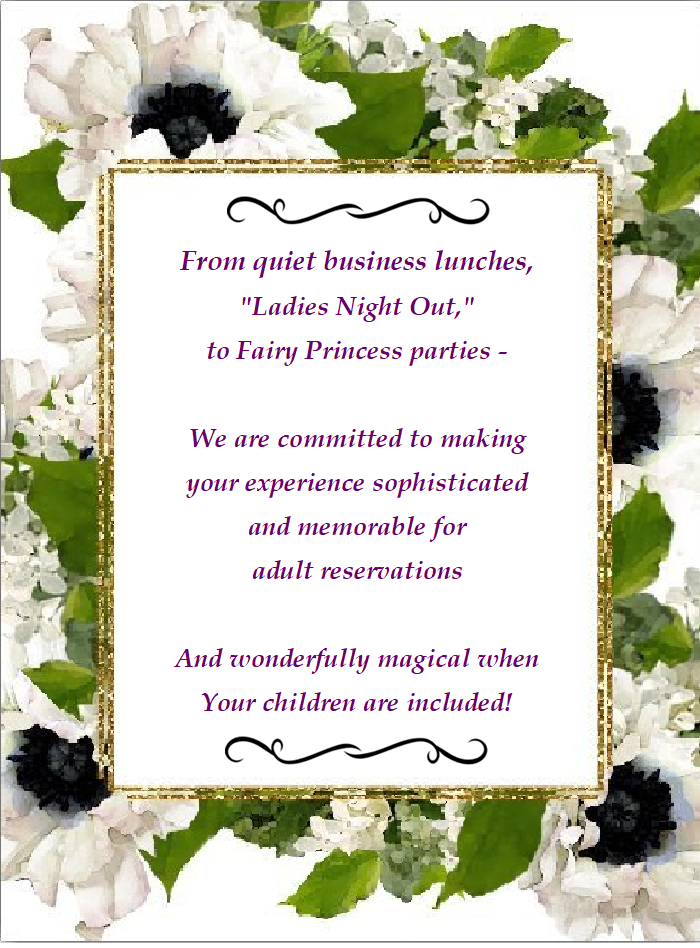 From quiet business lunches,
"Ladies Night Out,"
to Fairy Princess parties -
We are committed to making
your experience sophisticated
and memorable for
adult reservations
And wonderfully magical when
Your children are included!